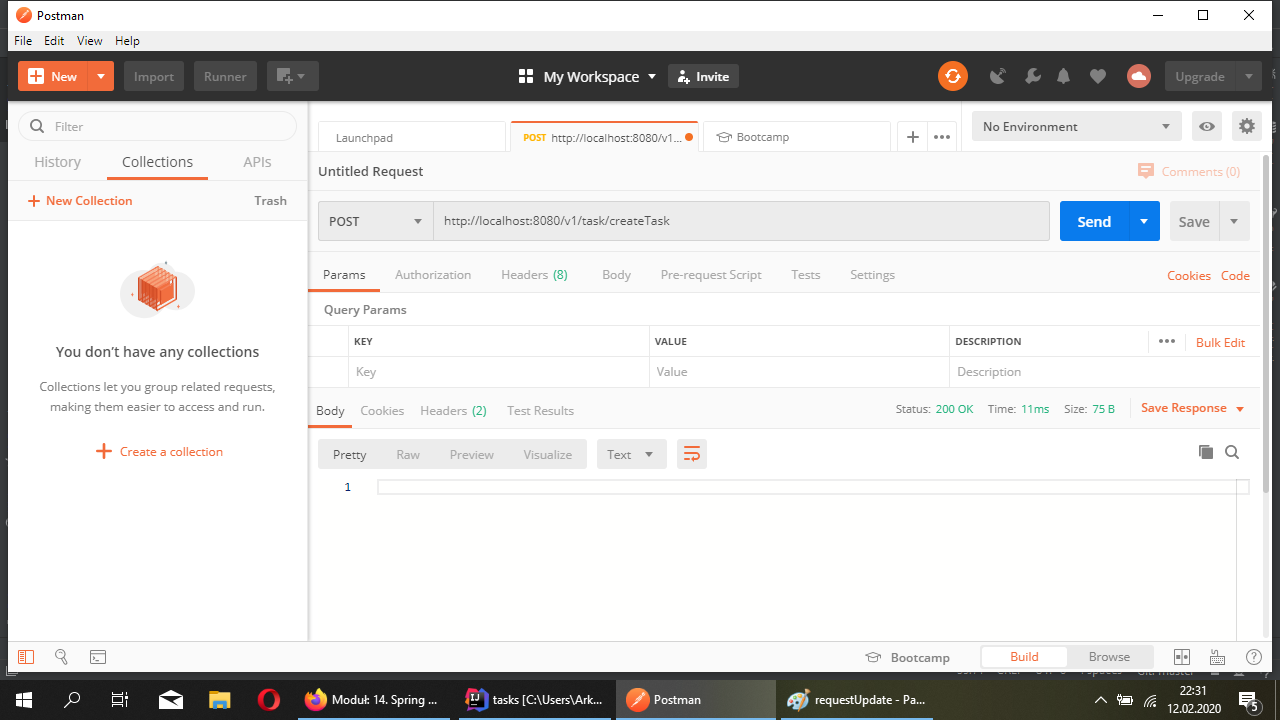 Postman
File Edit View Help
New Import Runner My Workspace Invite Upgrade
Filter
History Collections APIs
New Collection Trash
You don't have any collections
Collections let you group related requests,
making them easier to access and run.
Create a collection
Launchpad POST http://localhost:8080/v1... Bootcamp No Environment
Untitled Request Comments (0)
POST http://localhost:8080/v1/task/createTask Send Save
Params Authorization Headers (8) Body Pre-request Script Tests Settings Cookies Code
Query Params
KEY VALUE DESCRIPTION Bulk Edit
Key Value Description
Body Cookies Headers (2) Test Results Status: 200 OK Time: 11ms Size: 75 B Save Response
Pretty Raw Preview Visualize Text
1
Bootcamp Build Browse
Moduł: 14. Spring ... tasks [C:\Users\Ark... Postman requestUpdate - Pa... 22:31
12.02.2020 5